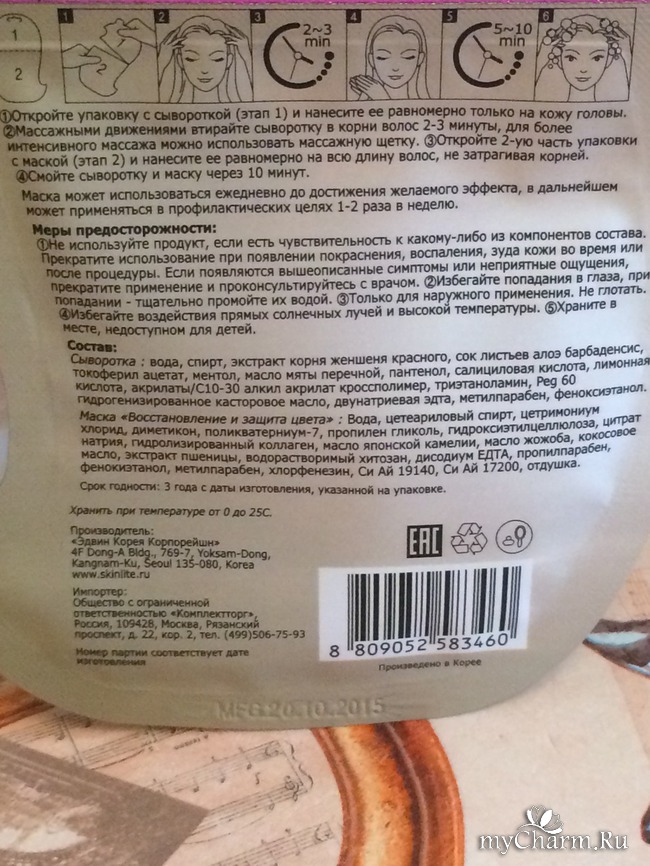 1
2
1
2
3
2~3
min
4
5
5~10
min
6
①Откройте упаковку с сывороткой (этап 1) и нанесите ее равномерно только на кожу головы.
②Массажными движениями втирайте сыворотку в корни волос 2-3 минуты, для более
интенсивного массажа можно использовать массажную щетку. ③Откройте 2-ую часть упаковки
с маской (этап 2) и нанесите ее равномерно на всю длину волос, не затрагивая корней.
④Смойте сыворотку и маску через 10 минут.
Маска может использоваться ежедневно до достижения желаемого эффекта, в дальнейшем
может применяться в профилактических целях 1-2 раза в неделю.
Меры предосторожности:
①Не используйте продукт, если есть чувствительность к какому-либо из компонентов состава.
Прекратите использование при появлении покраснения, воспаления, зуда кожи во время или
после процедуры. Если появляются вышеописанные симптомы или неприятные ощущения,
прекратите применение и проконсультируйтесь с врачом. ②Избегайте попадания в глаза, при
попадании - тщательно промойте их водой. ③Только для наружного применения. Не глотать.
④Избегайте воздействия прямых солнечных лучей и высокой температуры. ⑤Храните в
месте, недоступном для детей.
Состав:
Сыворотка : вода, спирт, экстракт корня женшеня красного, сок листьев алоэ барбаденсис,
токоферил ацетат, ментол, масло мяты перечной, пантенол, салициловая кислота, лимонная
кислота, акрилаты/С10-30 алкил акрилат кроссполимер, триэтаноламин, Peg 60
гидрогенизированное касторовое масло, двунатриевая эдта, метилпарабен, феноксиэтанол.
Маска «Восстановление и защита цвета» : Вода, цетеариловый спирт, цетримониум
хлорид, диметикон, поликватерниум-7, пропилен гликоль, гидроксиэтилцеллюлоза, цитрат
натрия, гидролизированный коллаген, масло японской камелии, масло жожоба, кокосовое
масло, экстракт пшеницы, водорастворимый хитозан, дисодиум ЕДТА, пропилпарабен,
фенокиэтанол, метилпарабен, хлорфенезин, Си Ай 19140, Си Ай 17200, отдушка.
Срок годности: 3 года с даты изготовления, указанной на упаковке.
Хранить при температуре от 0 до 25С.
Производитель:
«Эдвин Корея Корпорейшн»
4F Dong-A Bldg., 769-7, Yoksam-Dong,
Kangnam-Ku, Seoul 135-080, Korea
www.skinlite.ru
EAC
Импортер:
Общество с ограниченной
ответственностью «Комплектторг»,
Россия, 109428, Москва, Рязанский
проспект, д. 22, кор. 2, тел. (499)506-75-93
Номер партии соответствует дате
изготовления
8 809052 583460
Произведено в Корее
MFG.20.10.2015
myCharm.Ru